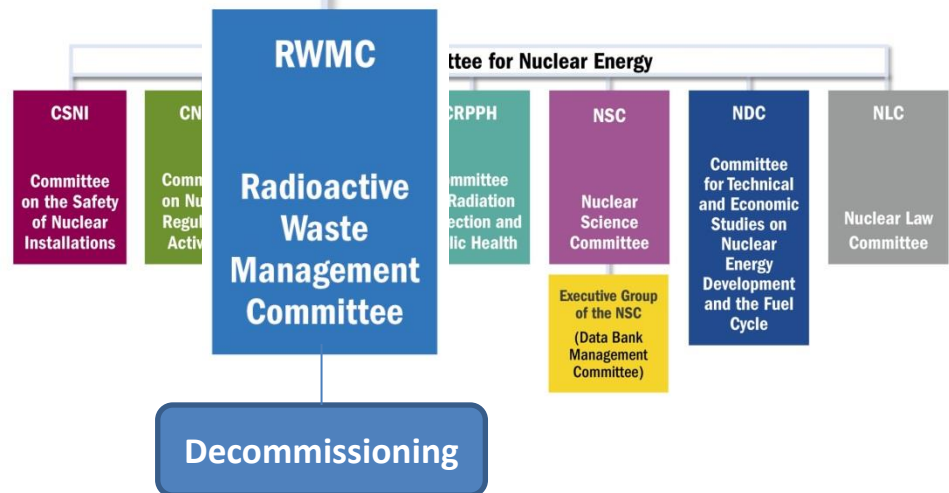 ttee for Nuclear Energy
CSNI
Committee
on the Safety
of Nuclear
Installations
CN
Comm
on Nu
Regul
Activ
RWMC
Radioactive
Waste
Management
Committee
CRPPH
mmittee
Radiation
ection and
lic Health
NSC
Nuclear
Science
Committee
Executive Group
of the NSC
(Data Bank
Management
Committee)
NDC
Committee
for Technical
and Economic
Studies on
Nuclear
Energy
Development
and the Fuel
Cycle
NLC
Nuclear Law
Committee
Decommissioning